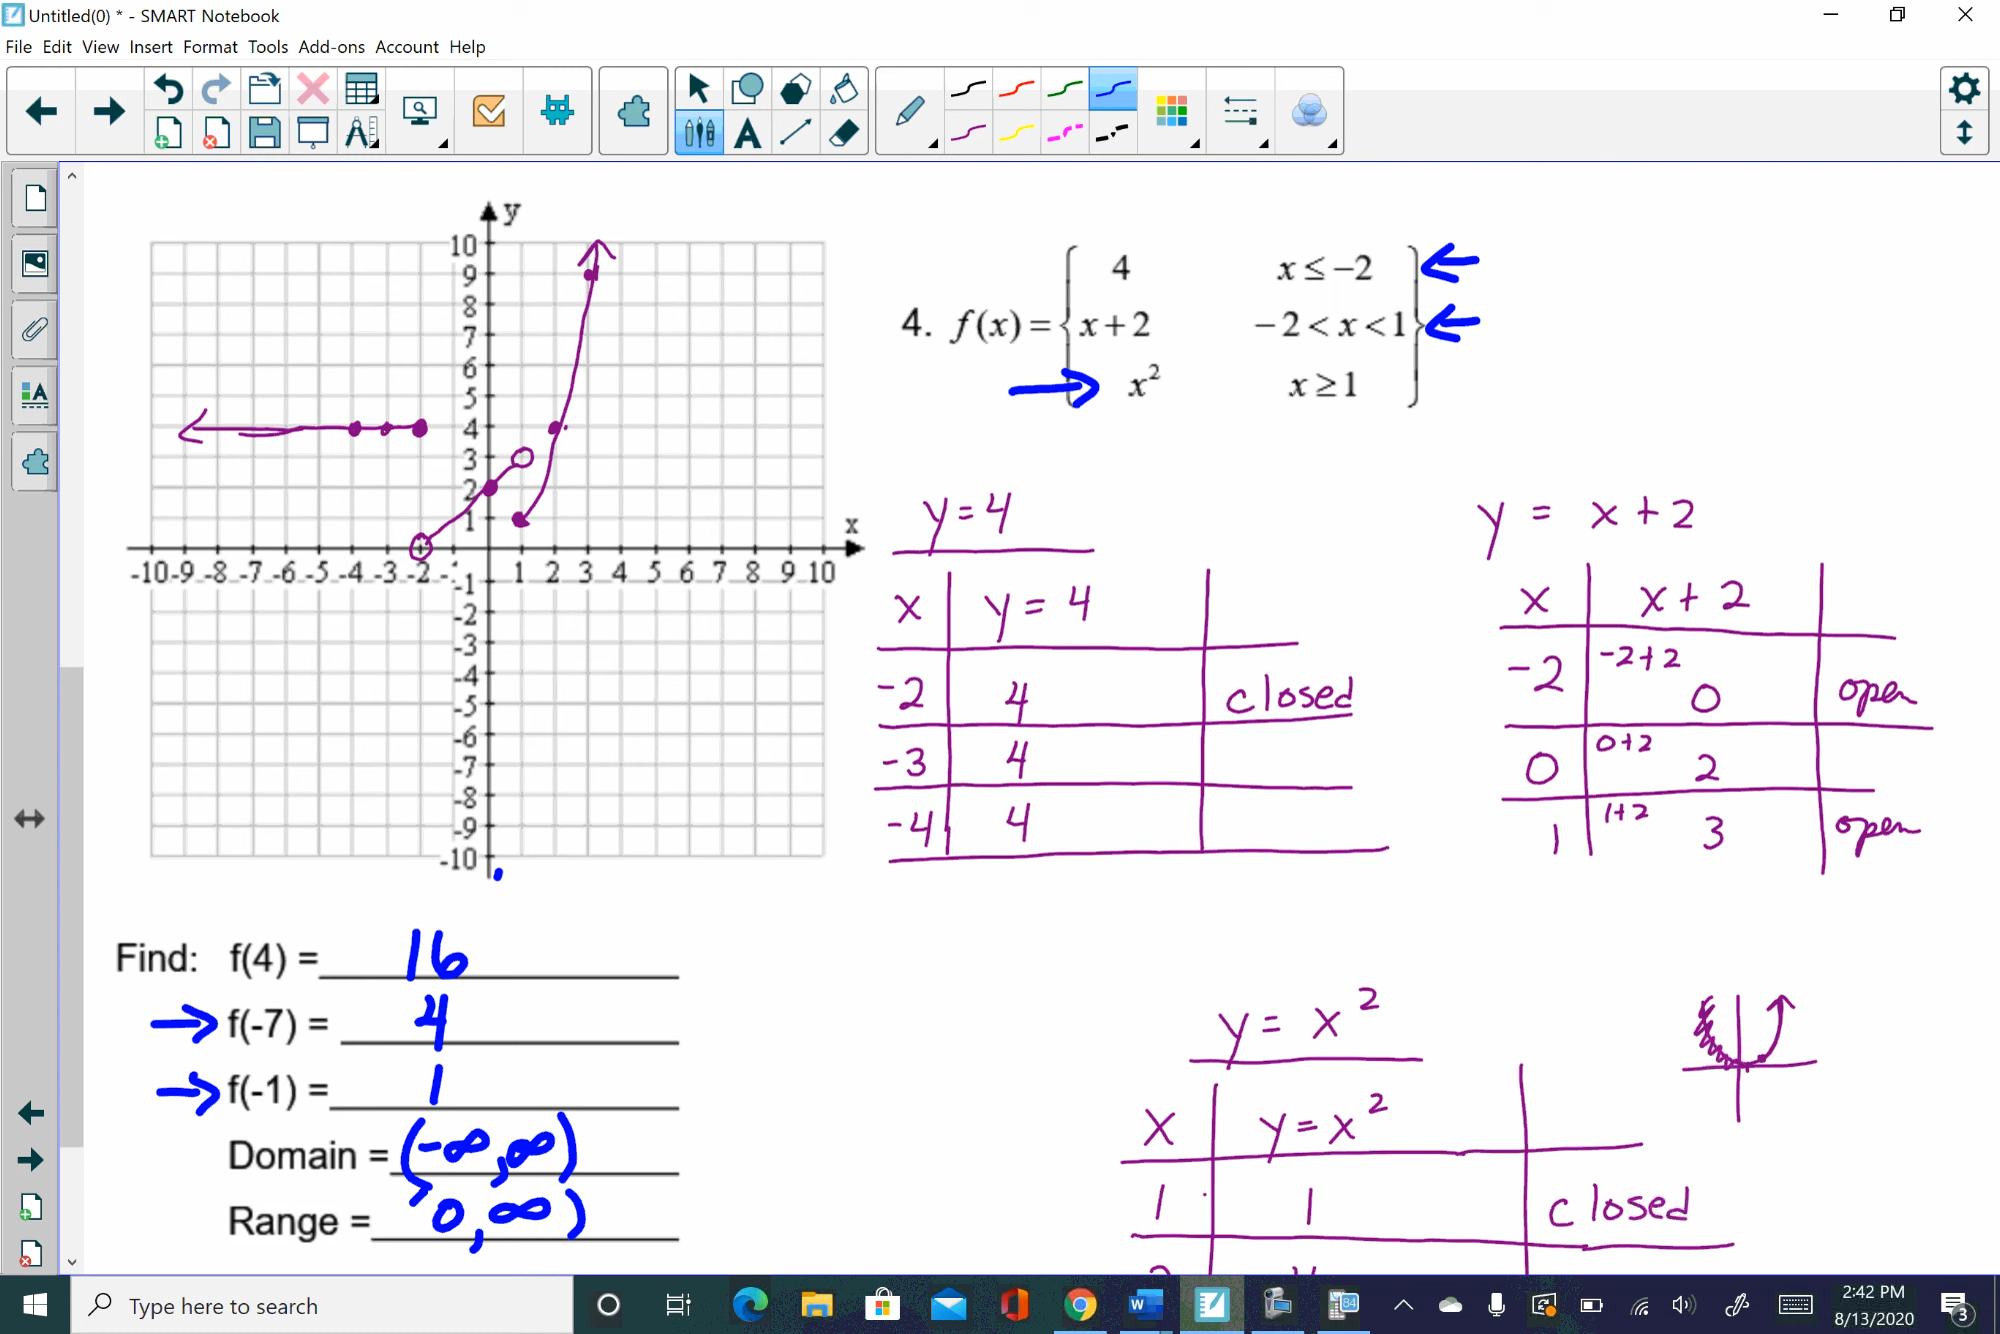 Untitled(0) * - SMART Notebook
File Edit View Insert Format Tools Add-ons Account Help
y
10
9
8
7
6
5
4
3
2
1
x
-10 -9 -8 -7 -6 -5 -4 -3 -2 - 1 2 3 4 5 6 7 8 9 10
-1
-2
-3
-4
-5
-6
-7
-8
-9
-10
4. f(x) = { 4 x ≤ -2
x + 2 -2 < x < 1
x² x ≥ 1 }
y = 4
x y = 4
-2 4 closed
-3 4
-4 4
y = x + 2
x x + 2
-2 -2+2 0 open
0 0+2 2
1 1+2 3 open
Find: f(4) = 16
f(-7) = 4
f(-1) = 1
Domain = (-∞, ∞)
Range = (0, ∞)
y = x²
x y = x²
1 1 closed
Type here to search
84
2:42 PM
8/13/2020
3